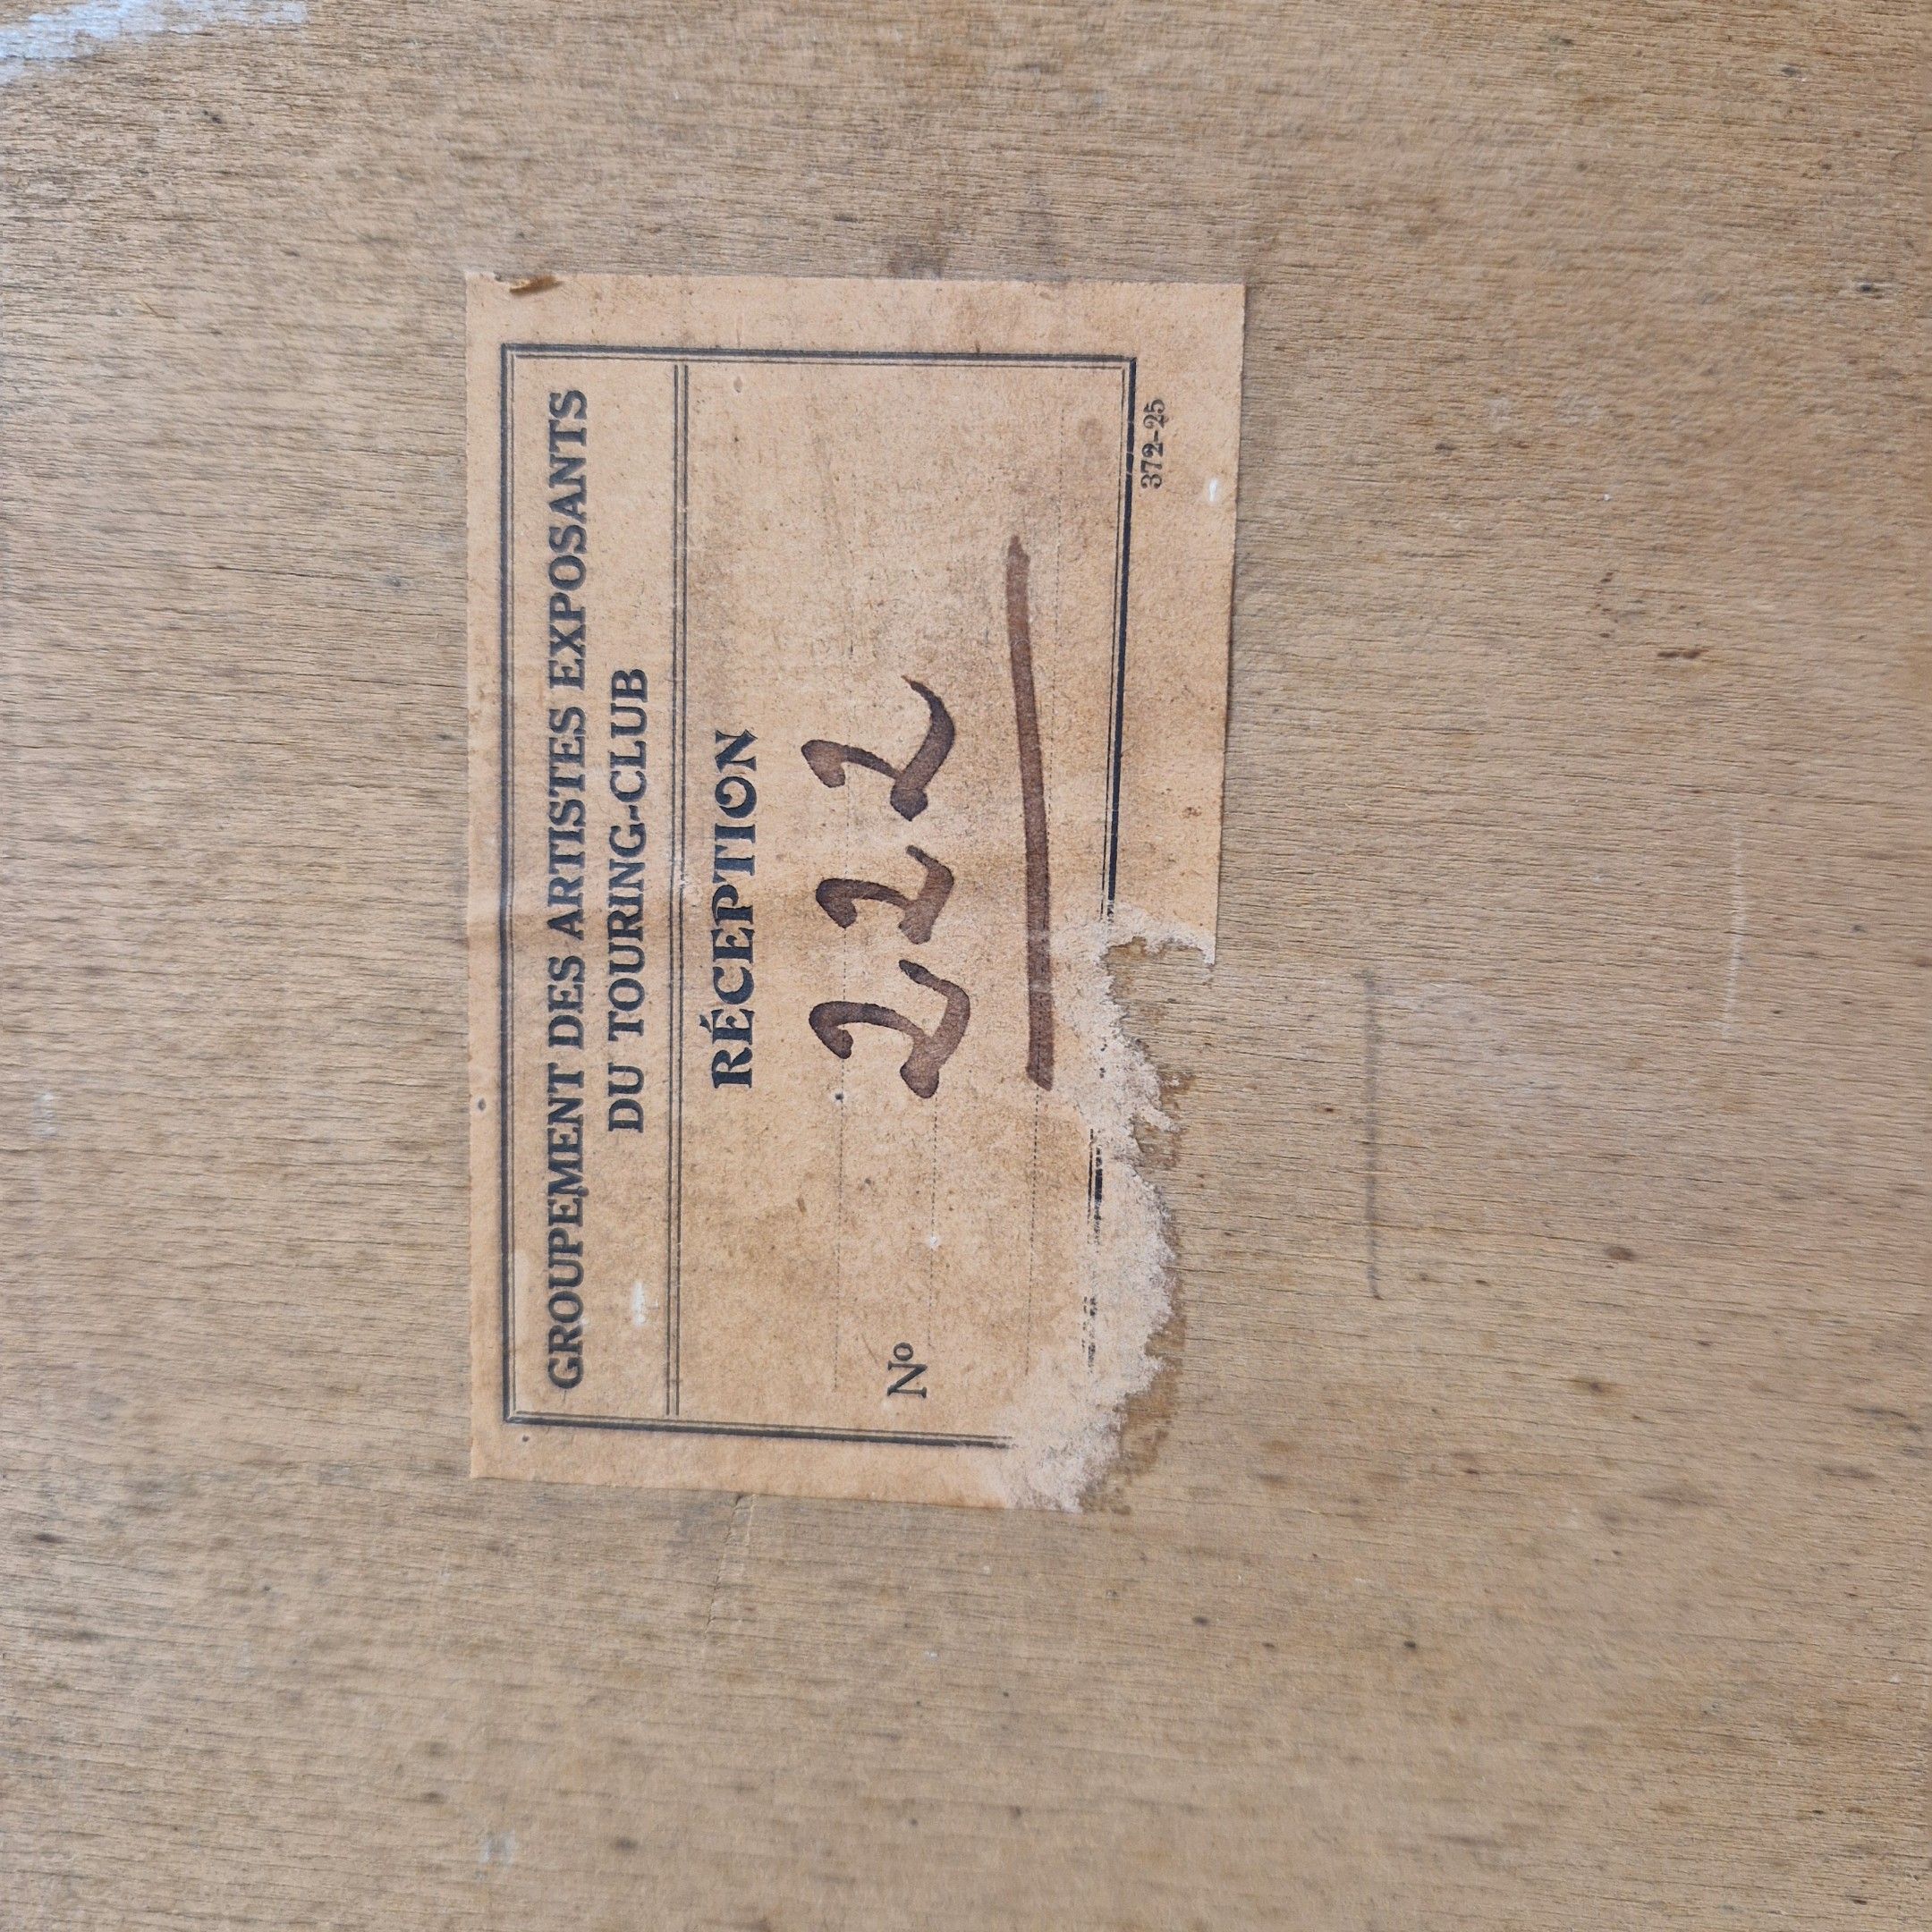 GROUPEMENT DES ARTISTES EXPOSANTS
DU TOURING-CLUB
RÉCEPTION
Nº 222
372-25